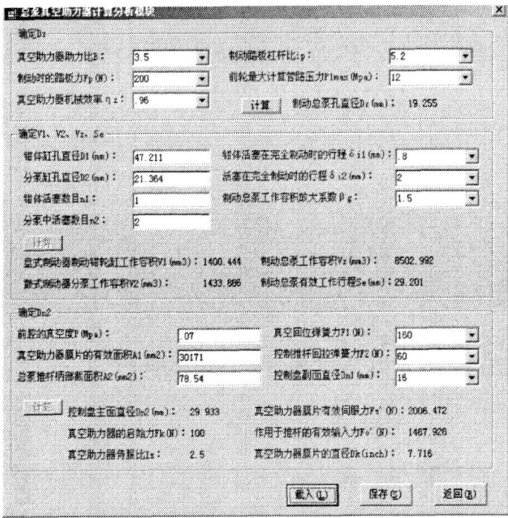 总泵真空助力器计算分析模块
确定Dz
真空助力器助力比B: 3.5 制动踏板杠杆比ip: 5.2
制动时的踏板力Fp(N) 200 前轮最大计算管路压力P1max(Mpa): 12
真空助力器机械效率ηz: .96 计算 制动总泵孔直径Dz(mm): 19.255
确定V1、V2、Vz、Se
钳体缸孔直径D1(mm): 47.211 钳体活塞在完全制动时的行程δi1(mm): .8
分泵缸孔直径D2(mm): 21.364 活塞在完全制动时的行程δi2(mm): 2
钳体活塞数目n1: 1 制动总泵工作容积放大系数βg: 1.5
分泵中活塞数目n2: 2
计算
盘式制动器制动钳轮缸工作容积V1(mm3): 1400.444 制动总泵工作容积Vz(mm3): 8502.992
鼓式制动器分泵工作容积V2(mm3): 1433.886 制动总泵有效工作行程Se(mm): 29.201
确定Dn2
前腔的真空度P(Mpa): .07 真空回位弹簧力F1(N): 160
真空助力器膜片的有效面积A1(mm2): 30171 控制推杆回拉弹簧力F2(N): 60
总泵推杆柄部截面积A2(mm2): 78.54 控制盘副面直径Dn1(mm): 16
计算 控制盘主面直径Dn2(mm): 29.933 真空助力器膜片有效伺服力Fs'(N): 2006.472
真空助力器的启始力Fk(N): 100 作用于推杆的有效输入力Fo'(N): 1467.926
真空助力器伺服比Is: 2.5 真空助力器膜片的直径Dk(inch): 7.716
载入(L) 保存(S) 返回(R)